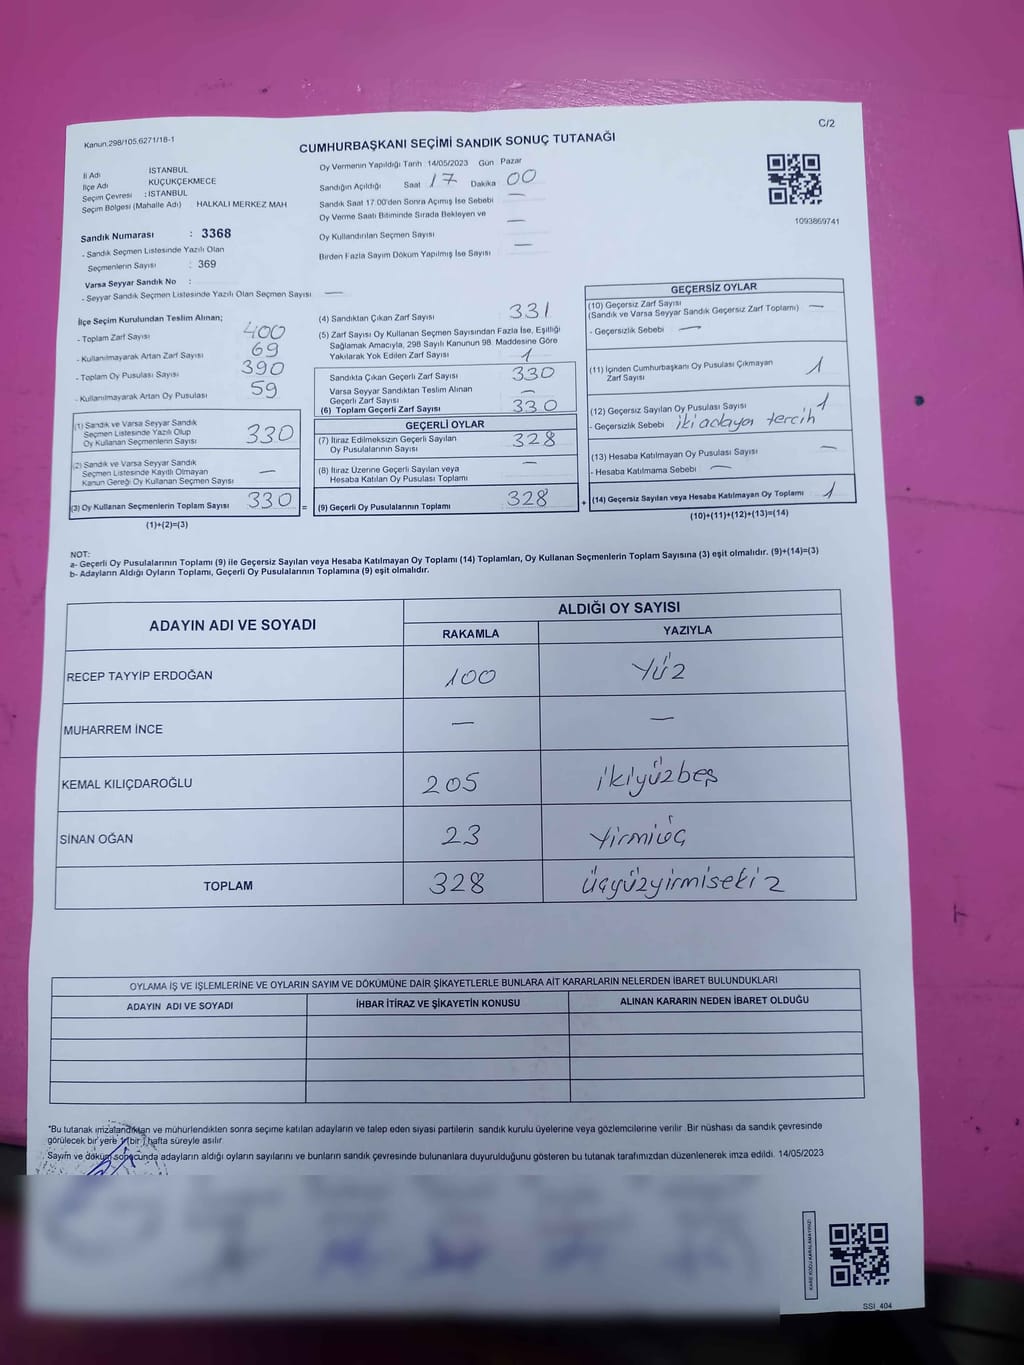 Kanun:298/105.6271/18-1
C/2
CUMHURBAŞKANI SEÇİMİ SANDIK SONUÇ TUTANAĞI
İl Adı İSTANBUL
İlçe Adı KÜÇÜKÇEKMECE
Seçim Çevresi : İSTANBUL
Seçim Bölgesi (Mahalle Adı) HALKALI MERKEZ MAH
Sandık Numarası : 3368
- Sandık Seçmen Listesinde Yazılı Olan
Seçmenlerin Sayısı : 369
Varsa Seyyar Sandık No :
- Seyyar Sandık Seçmen Listesinde Yazılı Olan Seçmen Sayısı —
Oy Vermenin Yapıldığı Tarih 14/05/2023 Gün Pazar
Sandığın Açıldığı Saat 17 Dakika 00
Sandık Saat 17.00'den Sonra Açılmış İse Sebebi —
Oy Verme Saati Bitiminde Sırada Bekleyen ve
Oy Kullandırılan Seçmen Sayısı —
Birden Fazla Sayım Döküm Yapılmış İse Sayısı —
1093869741
İlçe Seçim Kurulundan Teslim Alınan;
- Toplam Zarf Sayısı 400
- Kullanılmayarak Artan Zarf Sayısı 69
- Toplam Oy Pusulası Sayısı 390
- Kullanılmayarak Artan Oy Pusulası 59
(1) Sandık ve Varsa Seyyar Sandık
Seçmen Listesinde Yazılı Olup
Oy Kullanan Seçmenlerin Sayısı 330
(2) Sandık ve Varsa Seyyar Sandık
Seçmen Listesinde Kayıtlı Olmayan
Kanun Gereği Oy Kullanan Seçmen Sayısı —
(3) Oy Kullanan Seçmenlerin Toplam Sayısı 330 =
(1)+(2)=(3)
(4) Sandıktan Çıkan Zarf Sayısı 331
(5) Zarf Sayısı Oy Kullanan Seçmen Sayısından Fazla İse, Eşitliği
Sağlamak Amacıyla, 298 Sayılı Kanunun 98. Maddesine Göre
Yakılarak Yok Edilen Zarf Sayısı 1
Sandıkta Çıkan Geçerli Zarf Sayısı 330
Varsa Seyyar Sandıktan Teslim Alınan
Geçerli Zarf Sayısı —
(6) Toplam Geçerli Zarf Sayısı 330
GEÇERLİ OYLAR
(7) İtiraz Edilmeksizin Geçerli Sayılan
Oy Pusulası Sayısı 328
(8) İtiraz Üzerine Geçerli Sayılan veya
Hesaba Katılan Oy Pusulası Toplamı —
(9) Geçerli Oy Pusulalarının Toplamı 328 +
GEÇERSİZ OYLAR
(10) Geçersiz Zarf Sayısı
(Sandık ve Varsa Seyyar Sandık Geçersiz Zarf Toplamı) —
- Geçersizlik Sebebi —
(11) İçinden Cumhurbaşkanı Oy Pusulası Çıkmayan
Zarf Sayısı 1
(12) Geçersiz Sayılan Oy Pusulası Sayısı 1
- Geçersizlik Sebebi iki adaya tercih
(13) Hesaba Katılmayan Oy Pusulası Sayısı —
- Hesaba Katılmama Sebebi —
(14) Geçersiz Sayılan veya Hesaba Katılmayan Oy Toplamı 1
(10)+(11)+(12)+(13)=(14)
NOT:
a- Geçerli Oy Pusulalarının Toplamı (9) ile Geçersiz Sayılan veya Hesaba Katılmayan Oy Toplamı (14) Toplamları, Oy Kullanan Seçmenlerin Toplam Sayısına (3) eşit olmalıdır. (9)+(14)=(3)
b- Adayların Aldığı Oyların Toplamı, Geçerli Oy Pusulalarının Toplamına (9) eşit olmalıdır.
ADAYIN ADI VE SOYADI ALDIĞI OY SAYISI
RAKAMLA YAZIYLA
RECEP TAYYİP ERDOĞAN 100 Yüz
MUHARREM İNCE — —
KEMAL KILIÇDAROĞLU 205 ikiyüzbeş
SİNAN OĞAN 23 Yirmiüç
TOPLAM 328 üçyüzyirmisekiz
OYLAMA İŞ VE İŞLEMLERİNE VE OYLARIN SAYIM VE DÖKÜMÜNE DAİR ŞİKAYETLERLE BUNLARA AİT KARARLARIN NELERDEN İBARET BULUNDUKLARI
ADAYIN ADI VE SOYADI İHBAR İTİRAZ VE ŞİKAYETİN KONUSU ALINAN KARARIN NEDEN İBARET OLDUĞU
*Bu tutanak imzalandıktan ve mühürlendikten sonra seçime katılan adayların ve talep eden siyasi partilerin sandık kurulu üyelerine veya gözlemcilerine verilir. Bir nüshası da sandık çevresinde
görülecek bir yere 1 (bir) hafta süreyle asılır.
Sayım ve döküm sonucunda adayların aldığı oyların sayılarını ve bunların sandık çevresinde bulunanlara duyurulduğunu gösteren bu tutanak tarafımızdan düzenlenerek imza edildi. 14/05/2023
KARE KODU KARALAMAYINIZ!
SSI_404